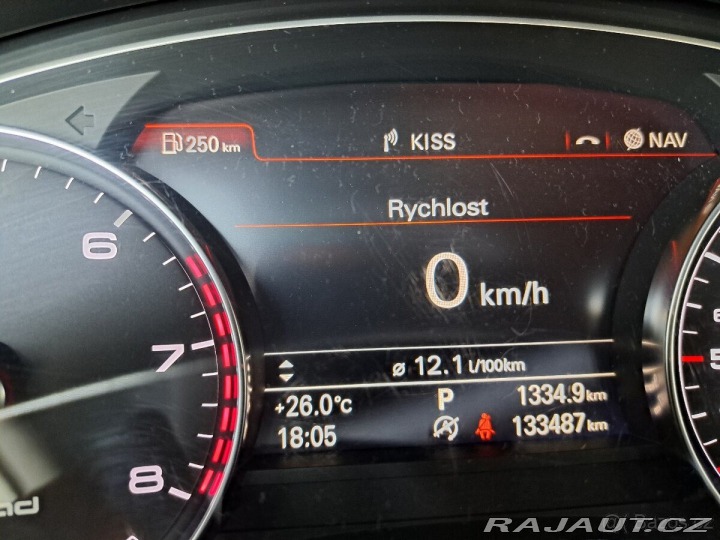 250 km KISS NAV
Rychlost
0 km/h
ø 12.1 l/100km
+26.0°C P 1334.9 km
18:05 133487 km
6
7
8
5
RAJAUT.CZ